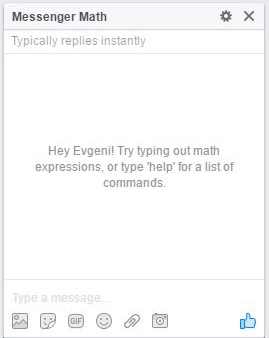 Messenger Math
Typically replies instantly
Hey Evgeni! Try typing out math
expressions, or type 'help' for a list of
commands.
Type a message...
GIF